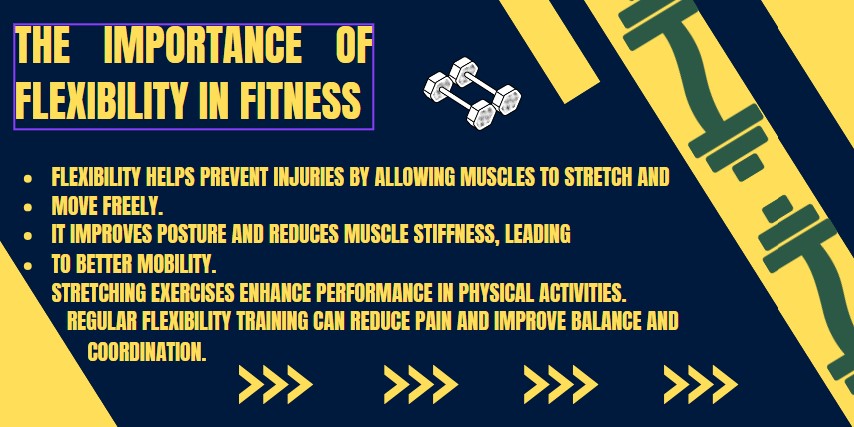 THE IMPORTANCE OF
FLEXIBILITY IN FITNESS
• FLEXIBILITY HELPS PREVENT INJURIES BY ALLOWING MUSCLES TO STRETCH AND
• MOVE FREELY.
• IT IMPROVES POSTURE AND REDUCES MUSCLE STIFFNESS, LEADING
• TO BETTER MOBILITY.
STRETCHING EXERCISES ENHANCE PERFORMANCE IN PHYSICAL ACTIVITIES.
REGULAR FLEXIBILITY TRAINING CAN REDUCE PAIN AND IMPROVE BALANCE AND
COORDINATION.